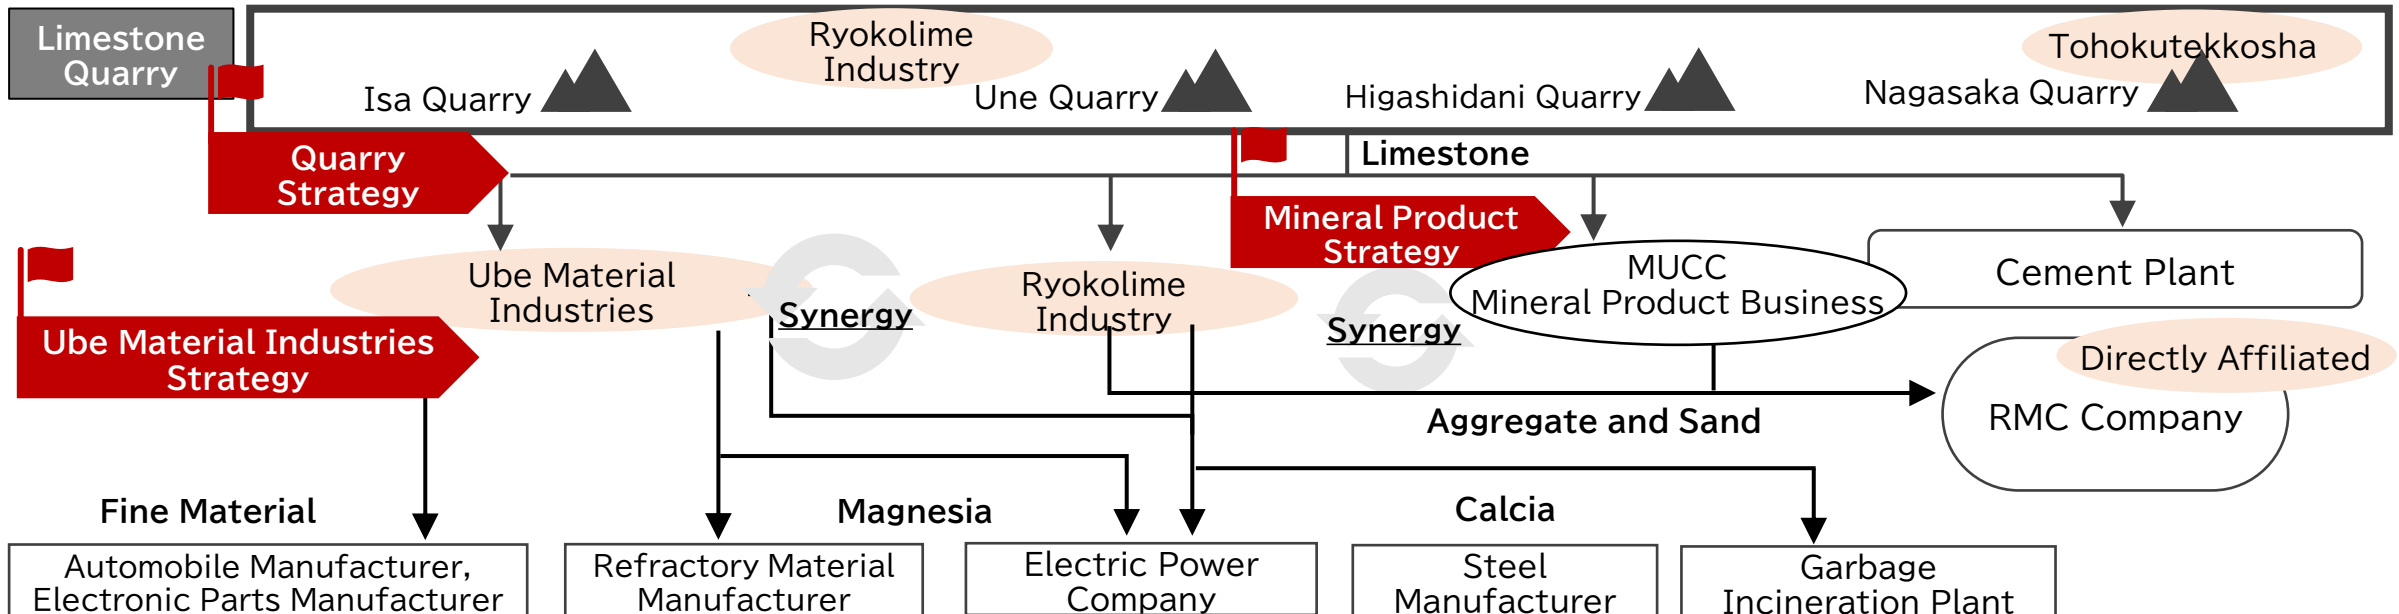 Limestone
Quarry
Ryokolime
Industry
Tohokutekkosha
Isa Quarry
Une Quarry
Higashidani Quarry
Nagasaka Quarry
Quarry
Strategy
Limestone
Mineral Product
Strategy
Ube Material
Industries
Synergy
Ryokolime
Industry
Synergy
MUCC
Mineral Product Business
Cement Plant
Ube Material Industries
Strategy
Directly Affiliated
RMC Company
Aggregate and Sand
Fine Material
Magnesia
Calcia
Automobile Manufacturer,
Electronic Parts Manufacturer
Refractory Material
Manufacturer
Electric Power
Company
Steel
Manufacturer
Garbage
Incineration Plant